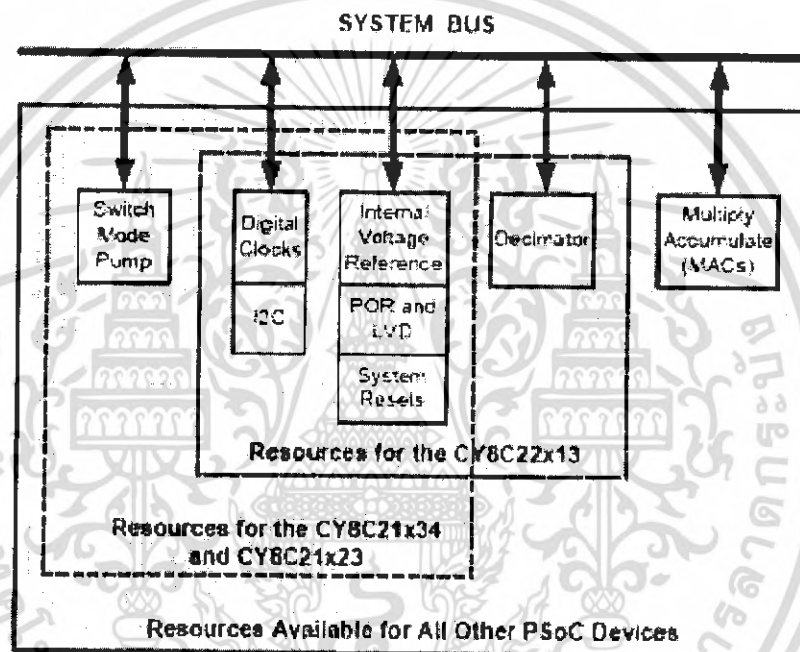 SYSTEM BUS
Switch
Mode
Pump
Digital
Clocks
I2C
Internal
Voltage
Reference
POR and
LVD
System
Resets
Decimator
Multiply
Accumulate
(MACs)
Resources for the CY8C22x13
Resources for the CY8C21x34
and CY8C21x23
Resources Available for All Other PSoC Devices